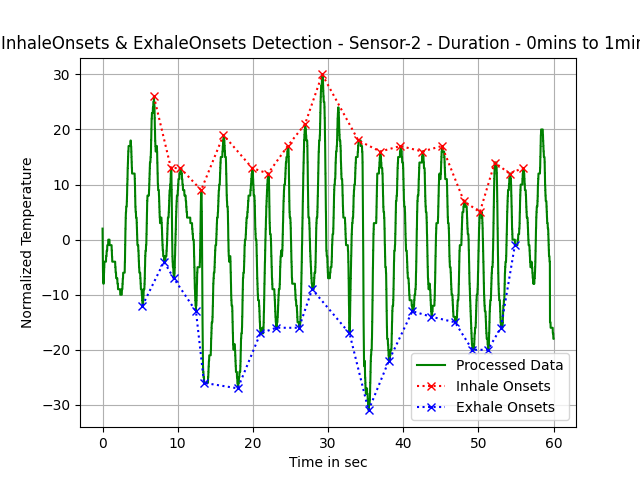 InhaleOnsets & ExhaleOnsets Detection - Sensor-2 - Duration - 0mins to 1min
Normalized Temperature
30
20
10
0
−10
−20
−30
0
10
20
30
40
50
60
Time in sec
Processed Data
Inhale Onsets
Exhale Onsets